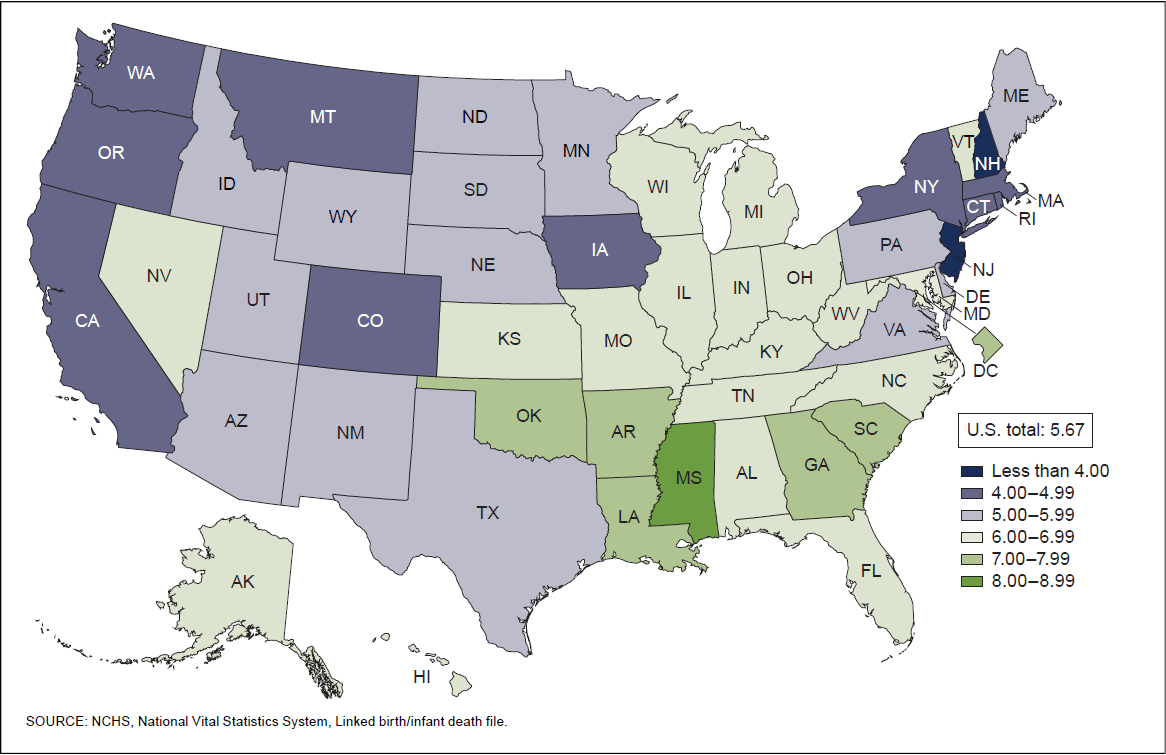 WA
MT
ND
ME
OR
ID
MN
VT
NH
SD
WI
NY
MA
WY
MI
CT
RI
IA
PA
NV
NE
OH
NJ
UT
IL
IN
DE
CA
CO
WV
MD
VA
KS
MO
KY
DC
NC
TN
AZ
OK
NM
AR
SC
U.S. total: 5.67
GA
MS
AL
Less than 4.00
4.00–4.99
TX
LA
5.00–5.99
6.00–6.99
7.00–7.99
AK
FL
8.00–8.99
HI
SOURCE: NCHS, National Vital Statistics System, Linked birth/infant death file.